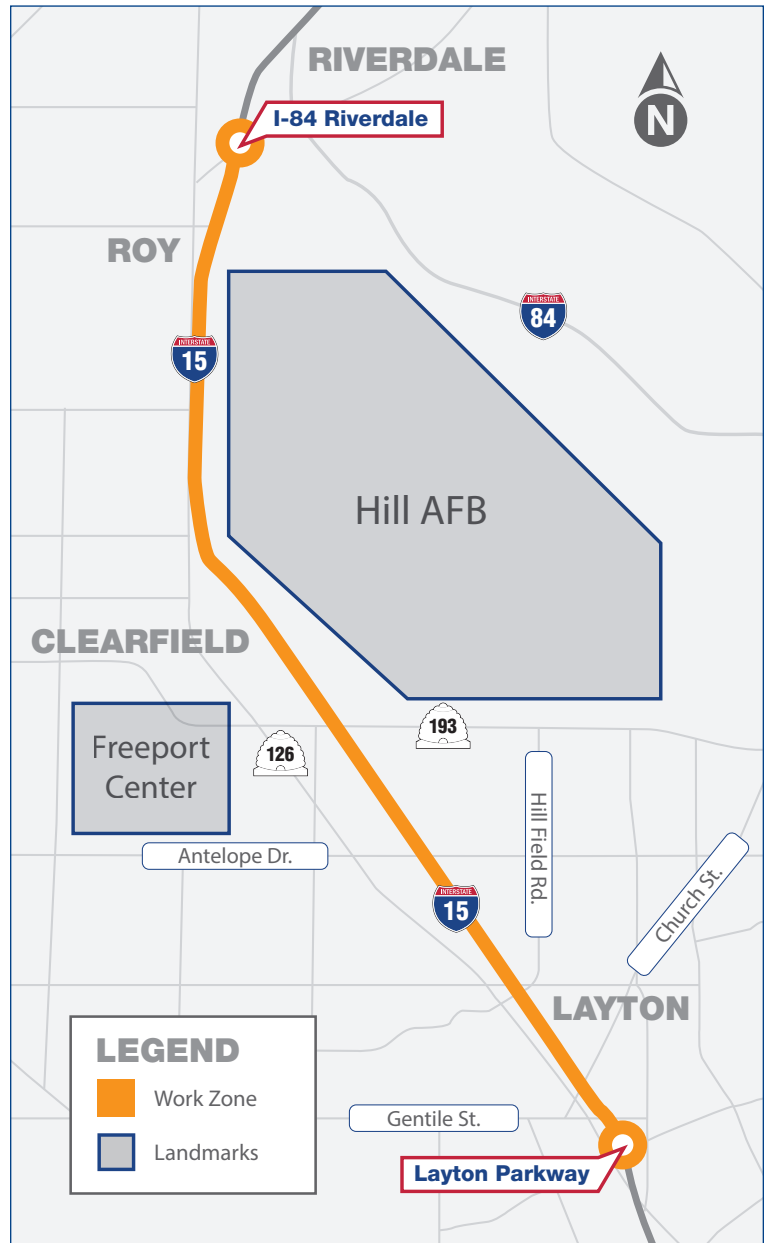 RIVERDALE
N
I-84 Riverdale
ROY
INTERSTATE
84
INTERSTATE
15
Hill AFB
CLEARFIELD
193
Freeport
Center
126
Hill Field Rd.
Antelope Dr.
Church St.
INTERSTATE
15
LAYTON
LEGEND
Work Zone
Landmarks
Gentile St.
Layton Parkway